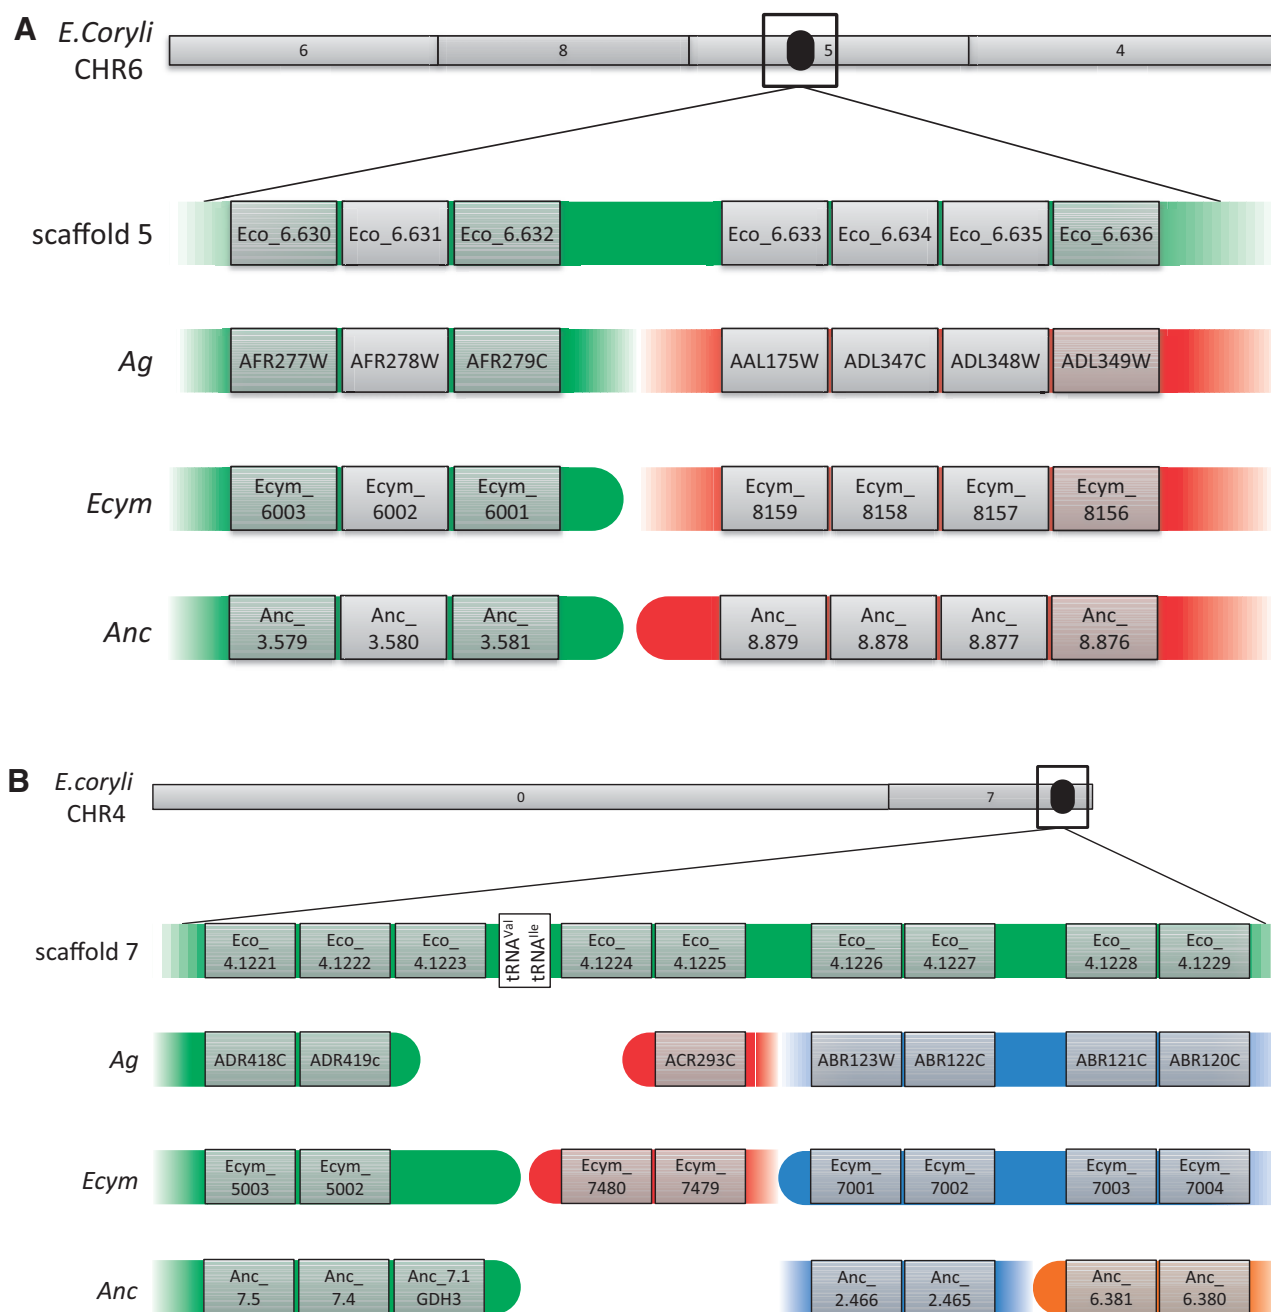 A E.Coryli
CHR6
6 8 5 4
scaffold 5 Eco_6.630 Eco_6.631 Eco_6.632 Eco_6.633 Eco_6.634 Eco_6.635 Eco_6.636
Ag AFR277W AFR278W AFR279C AAL175W ADL347C ADL348W ADL349W
Ecym Ecym_ Ecym_ Ecym_ Ecym_ Ecym_ Ecym_ Ecym_
6003 6002 6001 8159 8158 8157 8156
Anc Anc_ Anc_ Anc_ Anc_ Anc_ Anc_ Anc_
3.579 3.580 3.581 8.879 8.878 8.877 8.876
B E.coryli
CHR4
0 7
scaffold 7 Eco_ Eco_ Eco_ tRNAVal tRNAIle Eco_ Eco_ Eco_ Eco_ Eco_ Eco_
4.1221 4.1222 4.1223 4.1224 4.1225 4.1226 4.1227 4.1228 4.1229
Ag ADR418C ADR419c ACR293C ABR123W ABR122C ABR121C ABR120C
Ecym Ecym_ Ecym_ Ecym_ Ecym_ Ecym_ Ecym_ Ecym_ Ecym_
5003 5002 7480 7479 7001 7002 7003 7004
Anc Anc_ Anc_ Anc_7.1 Anc_ Anc_ Anc_ Anc_
7.5 7.4 GDH3 2.466 2.465 6.381 6.380